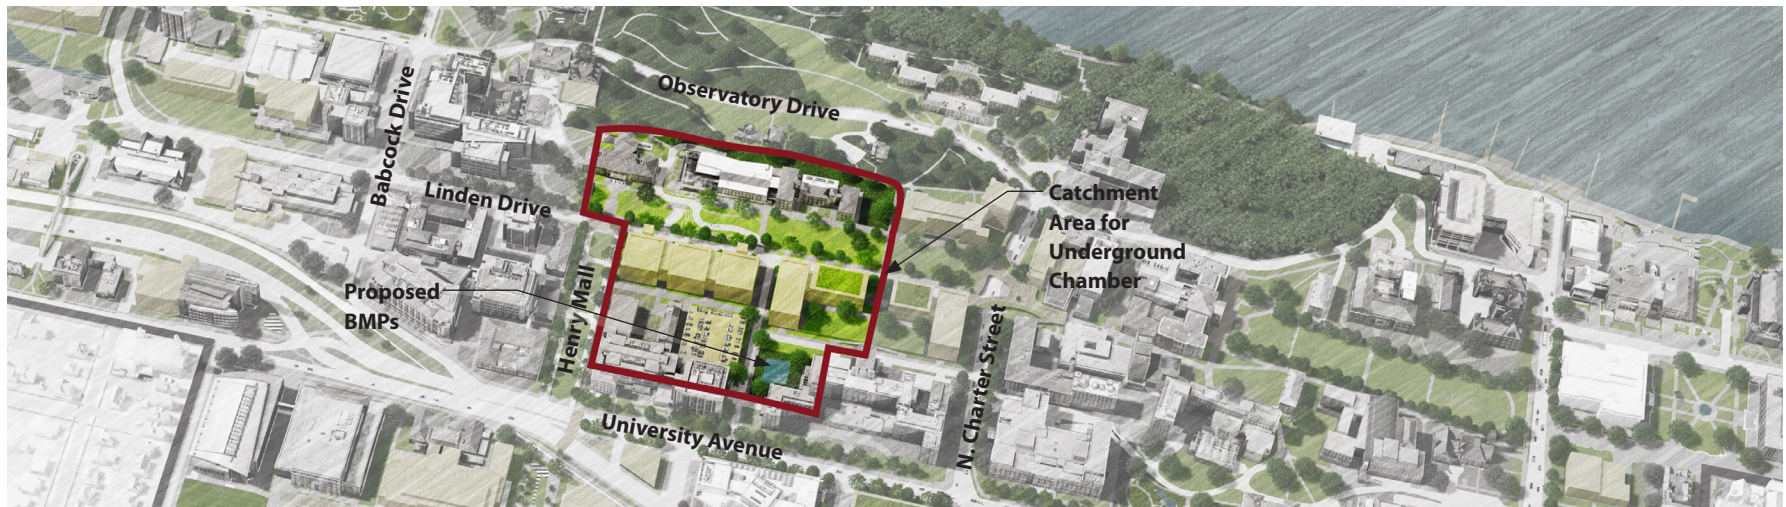 Observatory Drive
Babcock Drive
Linden Drive
Catchment
Area for
Underground
Chamber
Proposed
BMPs
Henry Mall
N. Charter Street
University Avenue